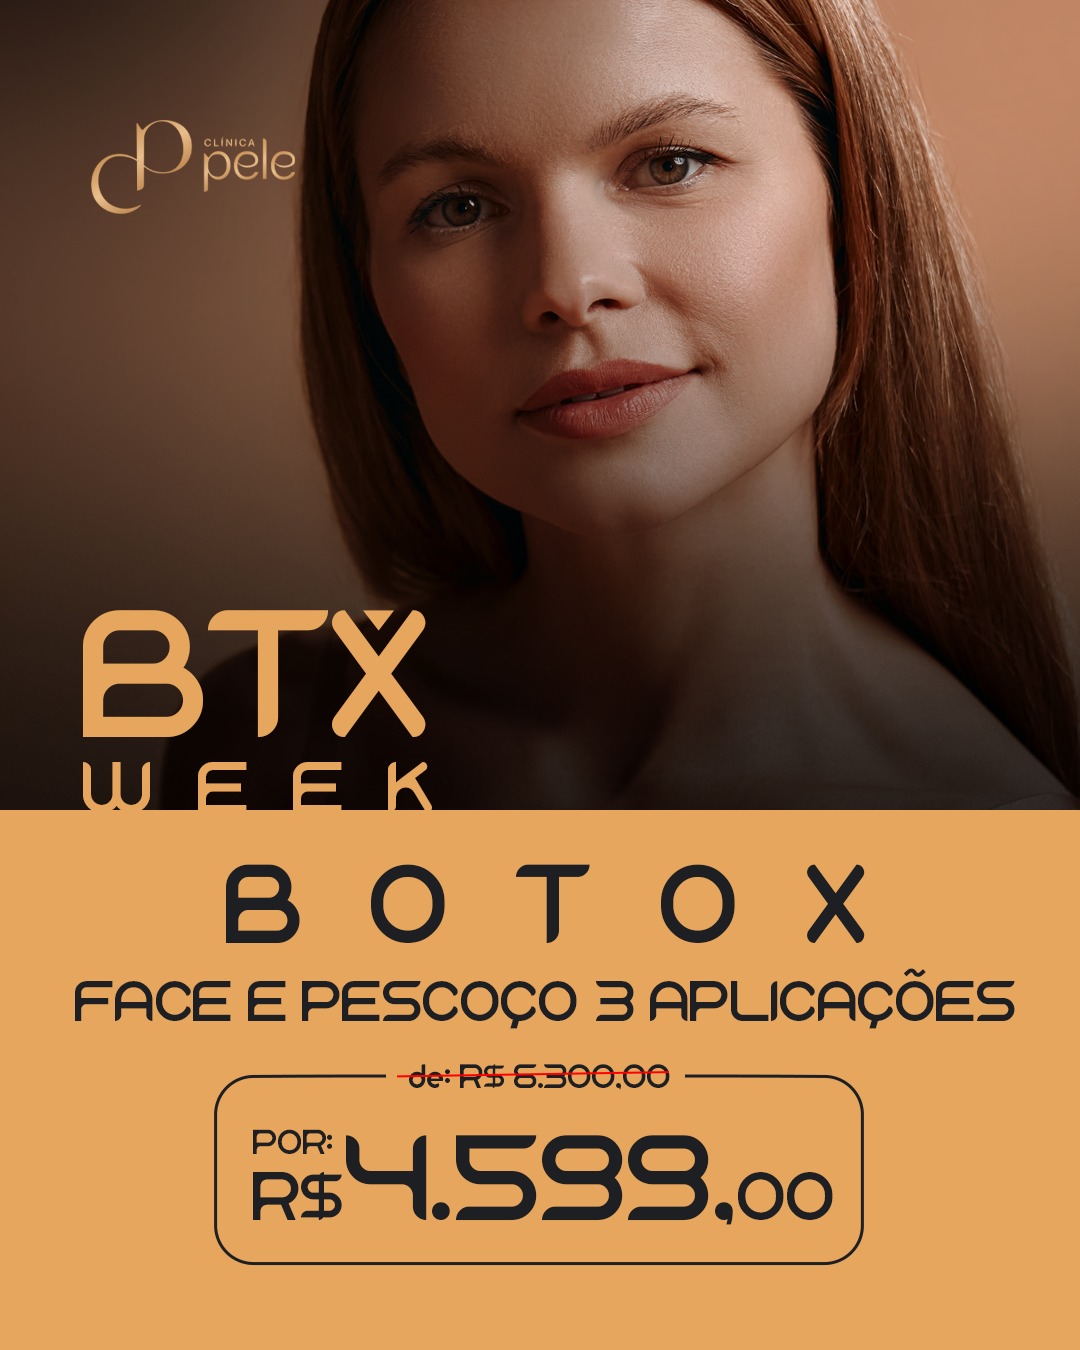 CLÍNICA
pele
BTX
WEEK
BOTOX
FACE E PESCOÇO 3 APLICAÇÕES
de: R$ 6.300,00
POR:
R$ 4.599,00